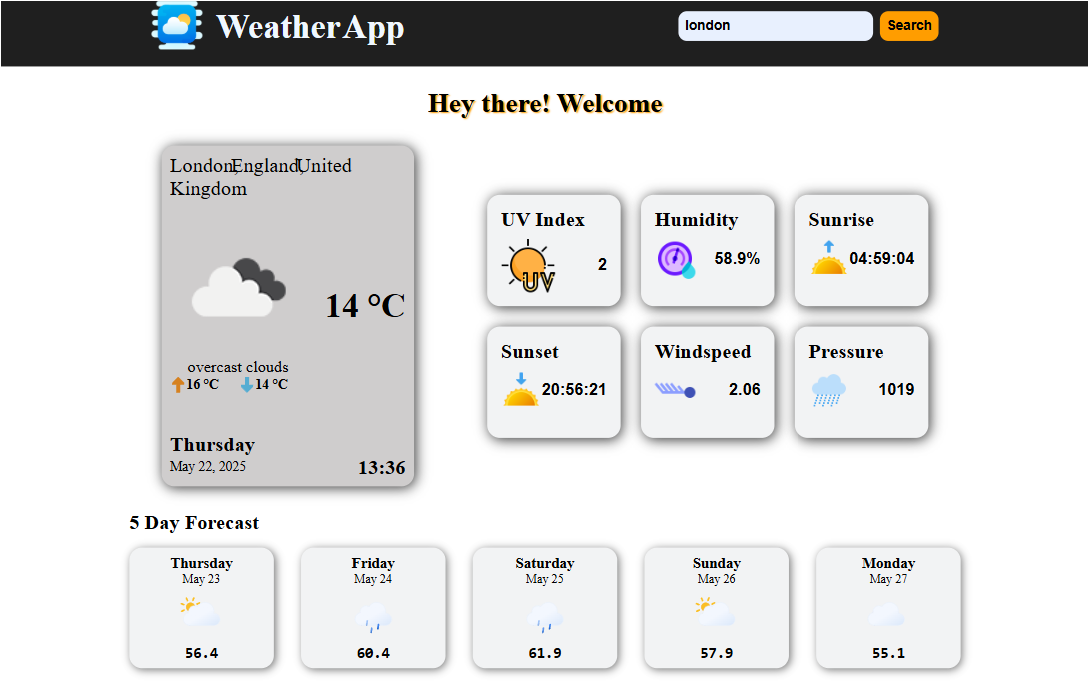 WeatherApp
london
Search
Hey there! Welcome
London,England,United
Kingdom
14 °C
overcast clouds
16 °C 14 °C
Thursday
May 22, 2025
13:36
UV Index
UV
2
Humidity
58.9%
Sunrise
04:59:04
Sunset
20:56:21
Windspeed
2.06
Pressure
1019
5 Day Forecast
Thursday
May 23
56.4
Friday
May 24
60.4
Saturday
May 25
61.9
Sunday
May 26
57.9
Monday
May 27
55.1